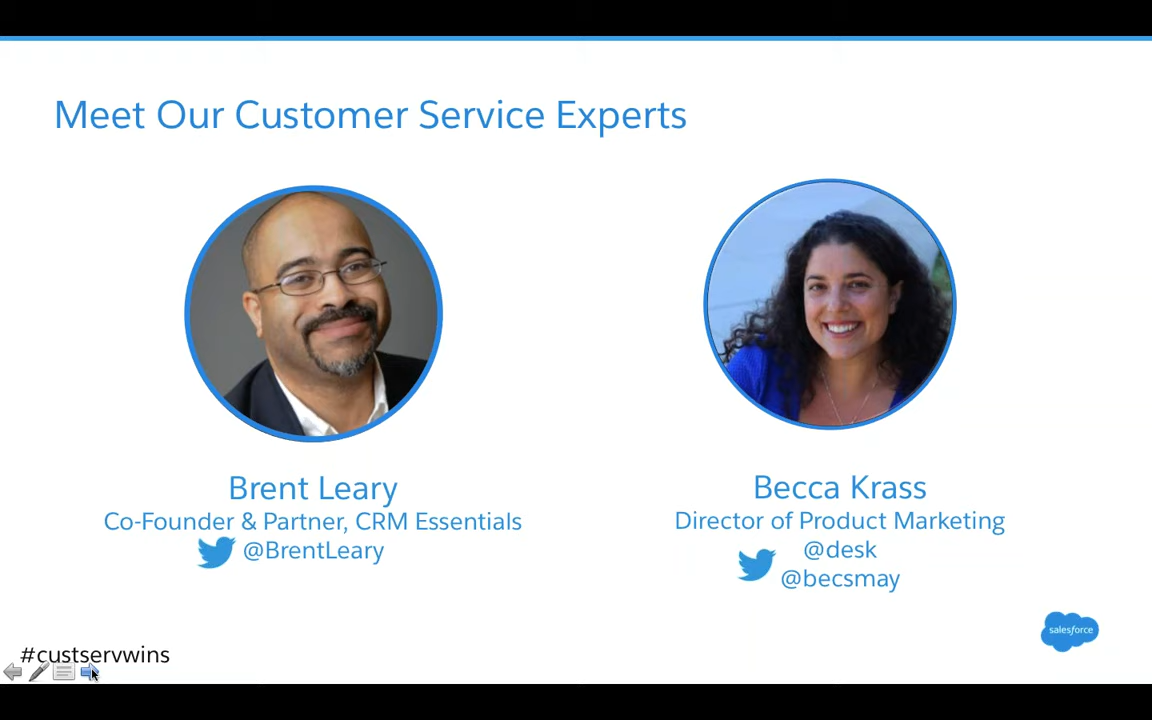 Meet Our Customer Service Experts
Brent Leary
Co-Founder & Partner, CRM Essentials
@BrentLeary
Becca Krass
Director of Product Marketing
@desk
@becsmay
salesforce
#custservwins